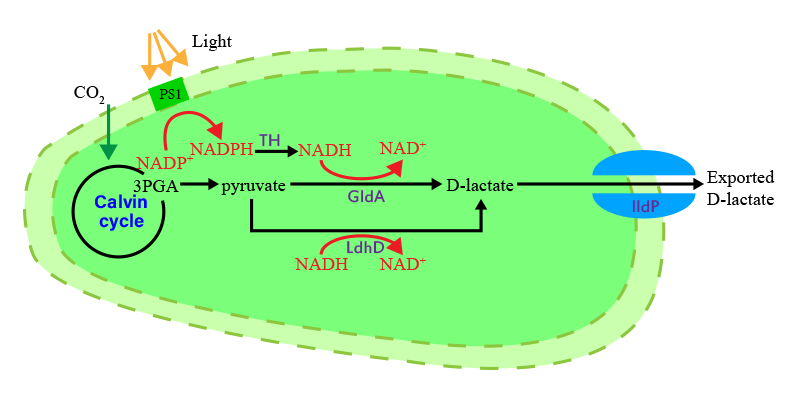 Light
PS1
CO2
NADP+
NADPH
TH
NADH
NAD+
3PGA
pyruvate
GldA
D-lactate
Exported
D-lactate
lldP
Calvin
cycle
LdhD
NADH
NAD+